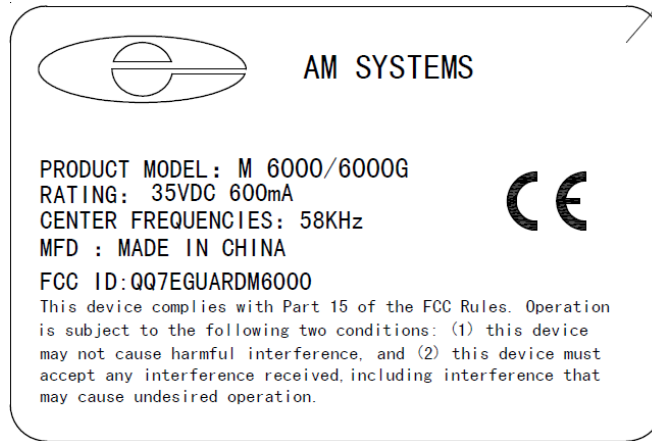 AM SYSTEMS
PRODUCT MODEL: M 6000/6000G
RATING: 35VDC 600mA
CENTER FREQUENCIES: 58KHz
MFD : MADE IN CHINA
CE
FCC ID:QQ7EGUARDM6000
This device complies with Part 15 of the FCC Rules. Operation
is subject to the following two conditions: (1) this device
may not cause harmful interference, and (2) this device must
accept any interference received, including interference that
may cause undesired operation.